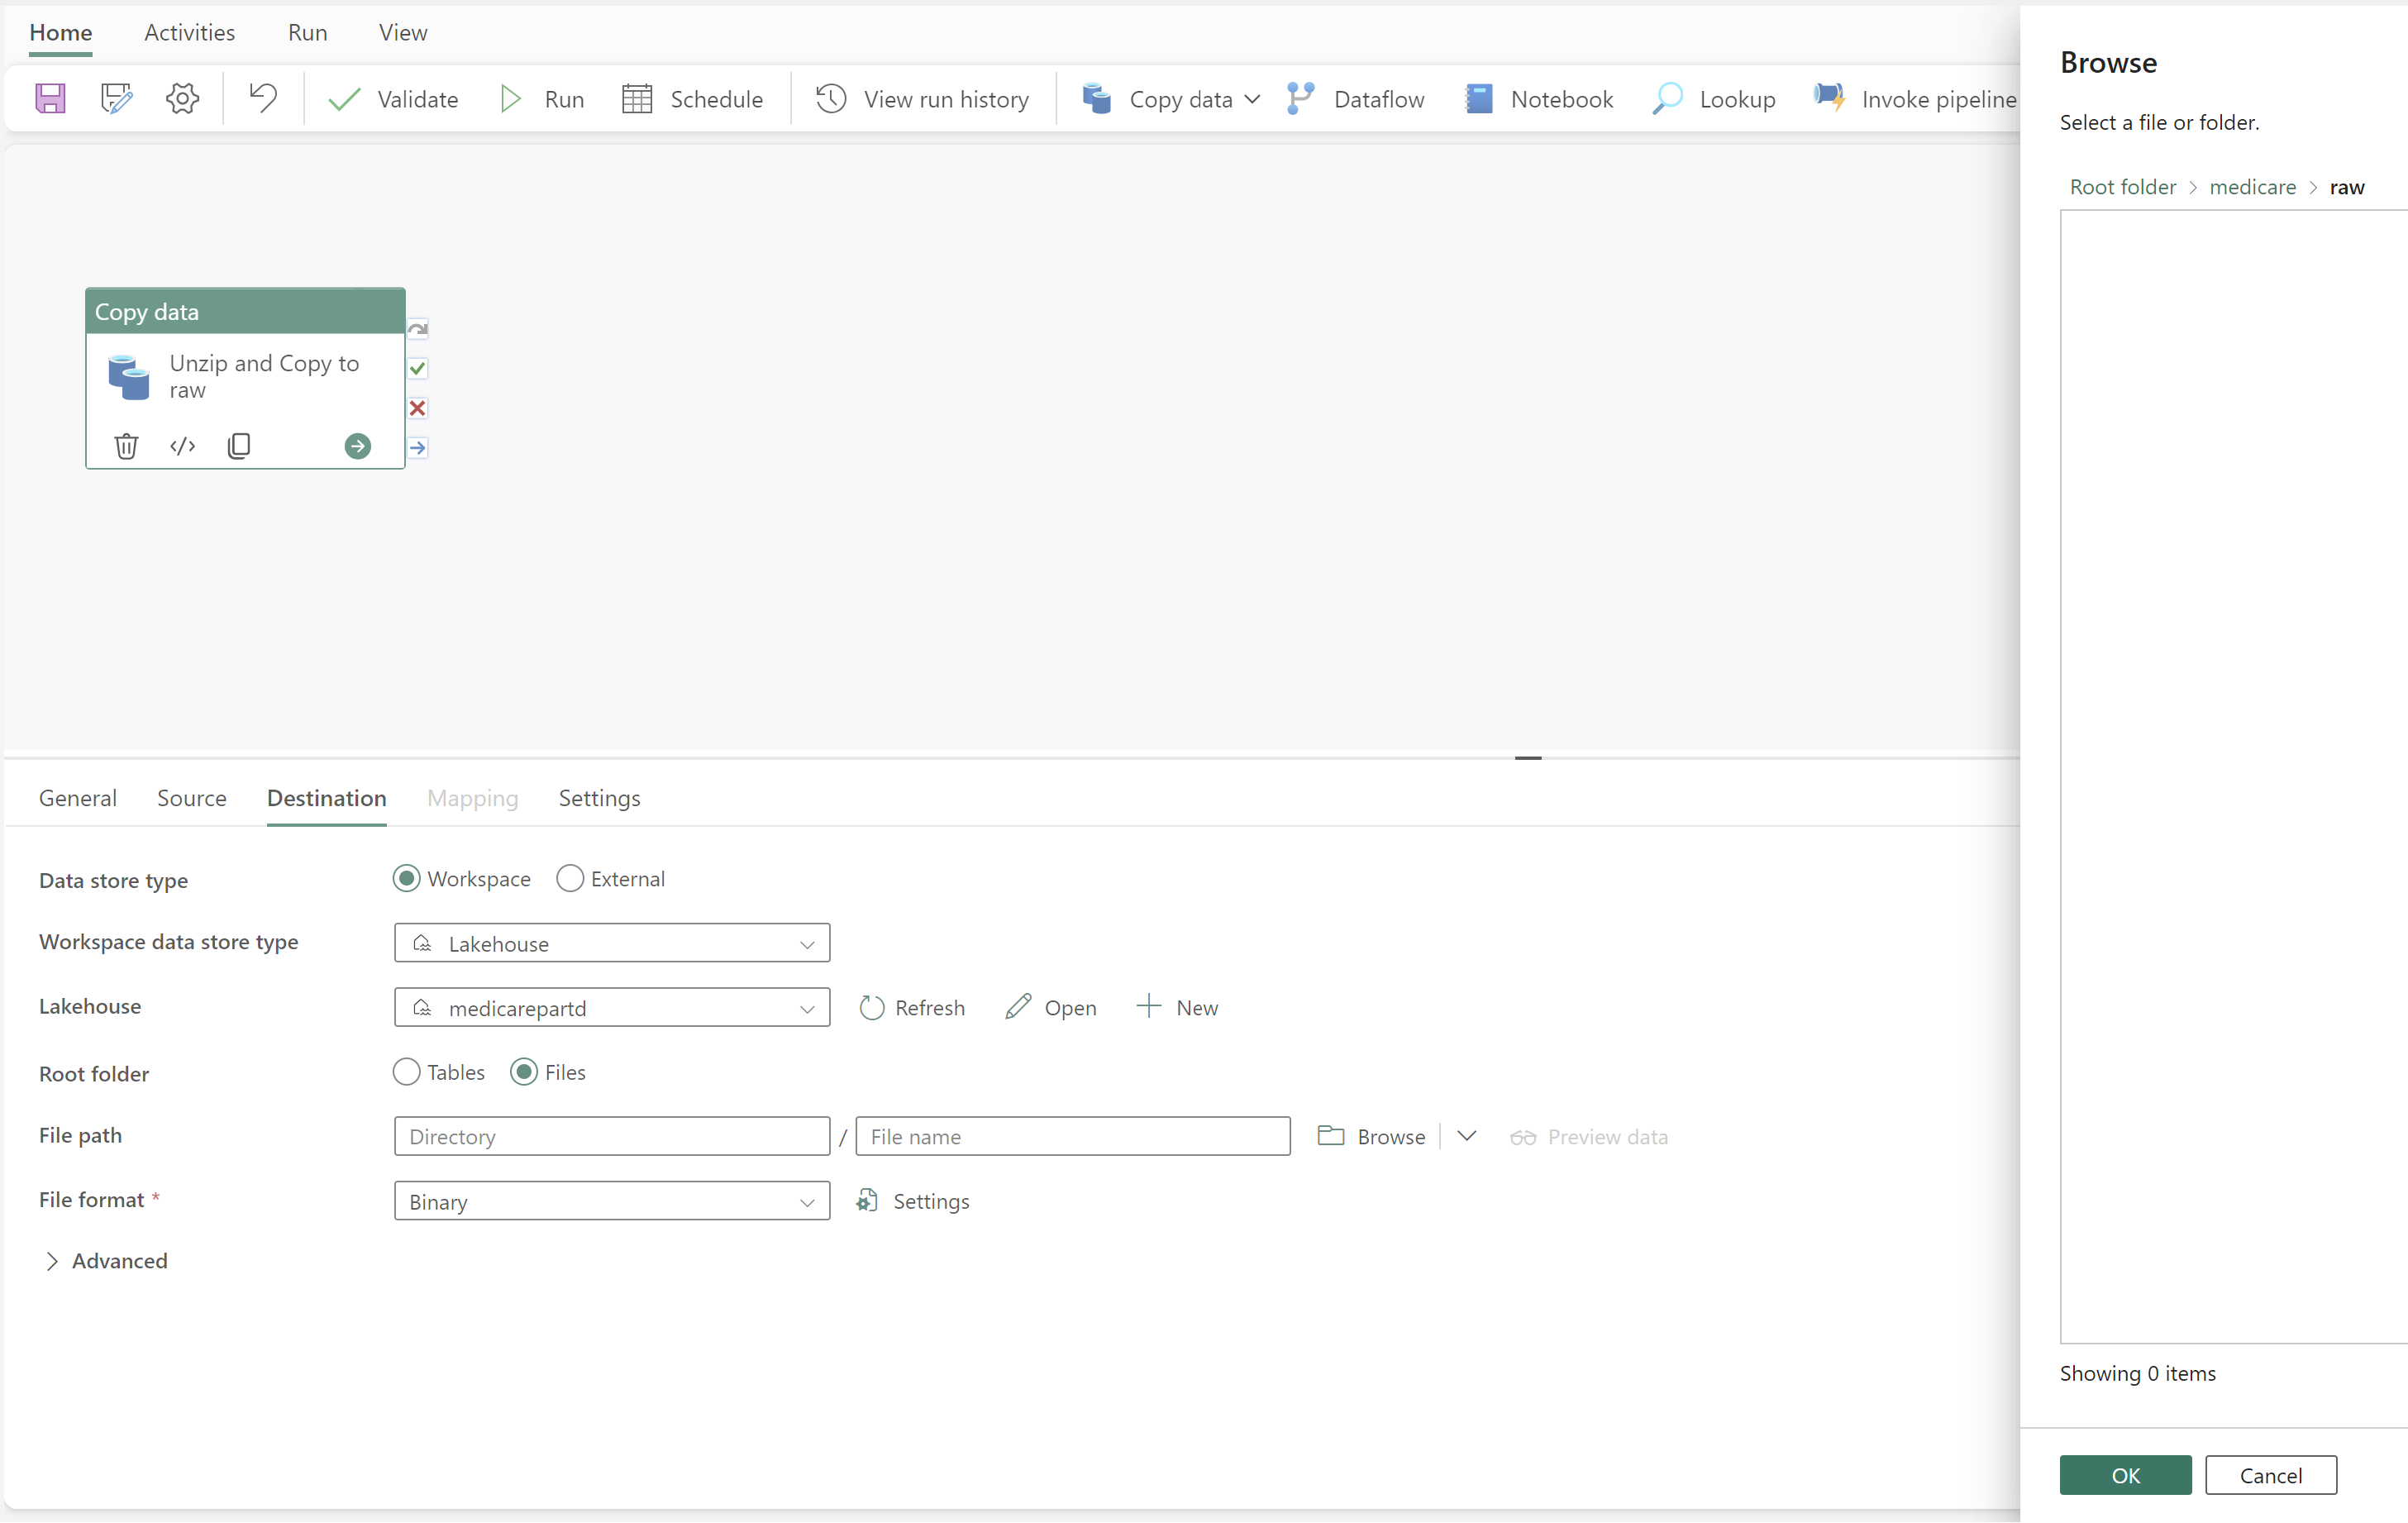 Home Activities Run View
Validate Run Schedule View run history Copy data Dataflow Notebook Lookup Invoke pipeline
Copy data
Unzip and Copy to
raw
General Source Destination Mapping Settings
Data store type Workspace External
Workspace data store type Lakehouse
Lakehouse medicarepartd Refresh Open New
Root folder Tables Files
File path Directory / File name Browse Preview data
File format * Binary Settings
Advanced
Browse
Select a file or folder.
Root folder > medicare > raw
Showing 0 items
OK Cancel